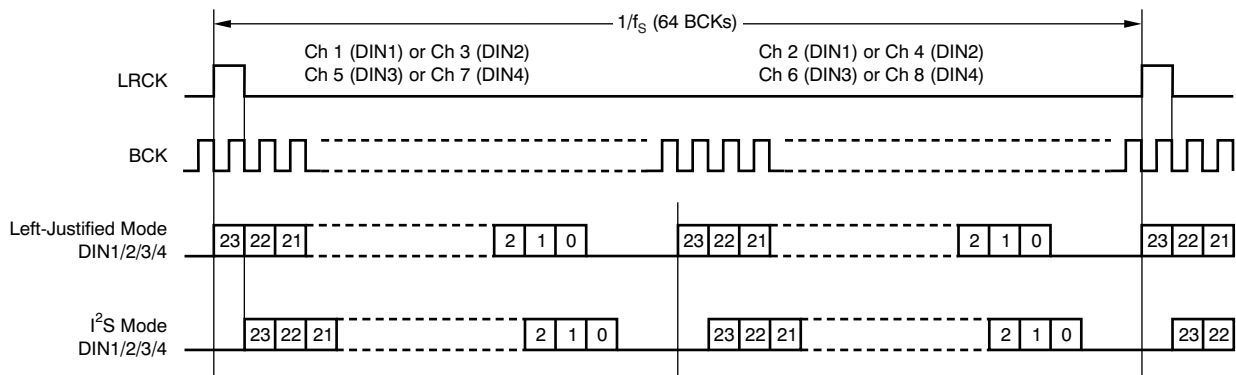 1/fS (64 BCKs)
Ch 1 (DIN1) or Ch 3 (DIN2)
Ch 5 (DIN3) or Ch 7 (DIN4)
Ch 2 (DIN1) or Ch 4 (DIN2)
Ch 6 (DIN3) or Ch 8 (DIN4)
LRCK
BCK
Left-Justified Mode
DIN1/2/3/4
23 22 21 2 1 0 23 22 21 2 1 0 23 22 21
I²S Mode
DIN1/2/3/4
23 22 21 2 1 0 23 22 21 2 1 0 23 22